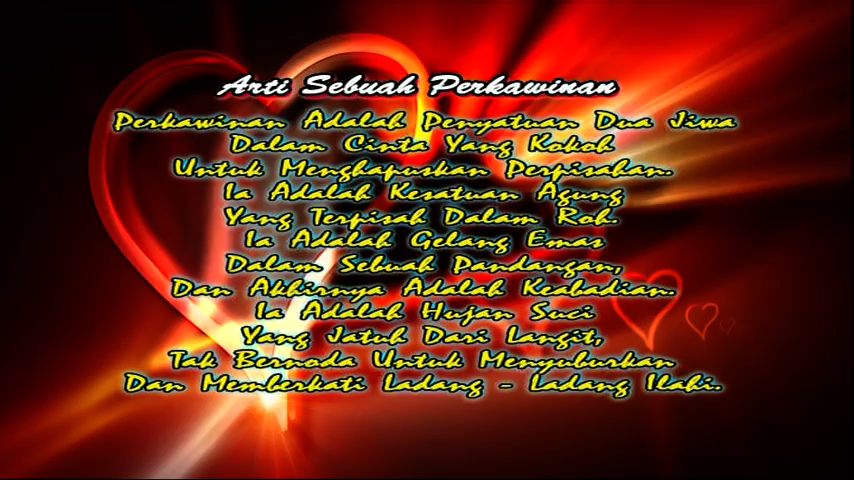 Arti Sebuah Perkawinan
Perkawinan Adalah Penyatuan Dua Jiwa
Dalam Cinta Yang Kokoh
Untuk Menghapuskan Perpisahan.
Ia Adalah Kesatuan Agung
Yang Terpisah Dalam Roh.
Ia Adalah Gelang Emas
Dalam Sebuah Pandangan,
Dan Akhirnya Adalah Keabadian.
Ia Adalah Hujan Suci
Yang Jatuh Dari Langit,
Tak Bernoda Untuk Menyuburkan
Dan Memberkati Ladang - Ladang Ilahi.